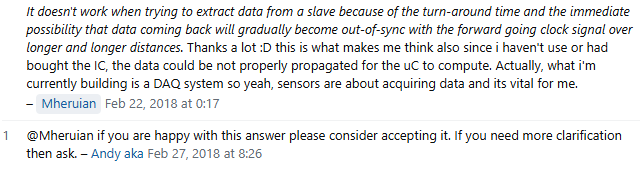 It doesn't work when trying to extract data from a slave because of the turn-around time and the immediate
possibility that data coming back will gradually become out-of-sync with the forward going clock signal over
longer and longer distances. Thanks a lot :D this is what makes me think also since i haven't use or had
bought the IC, the data could be not properly propagated for the uC to compute. Actually, what i'm
currently building is a DAQ system so yeah, sensors are about acquiring data and its vital for me.
– Mheruian Feb 22, 2018 at 0:17
1 @Mheruian if you are happy with this answer please consider accepting it. If you need more clarification
then ask. – Andy aka Feb 27, 2018 at 8:26